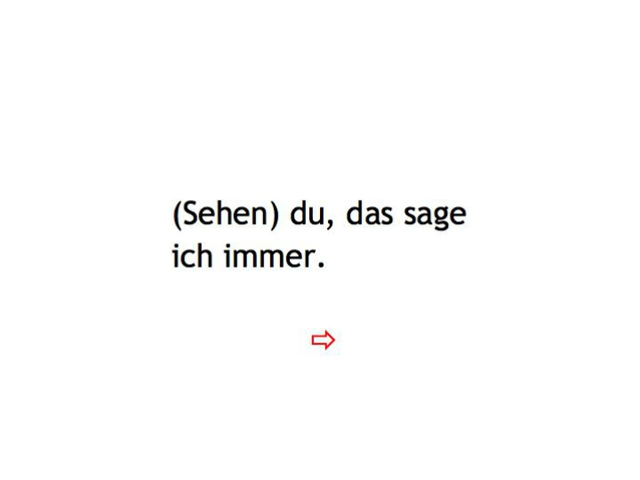 (Sehen) du, das sage
ich immer.